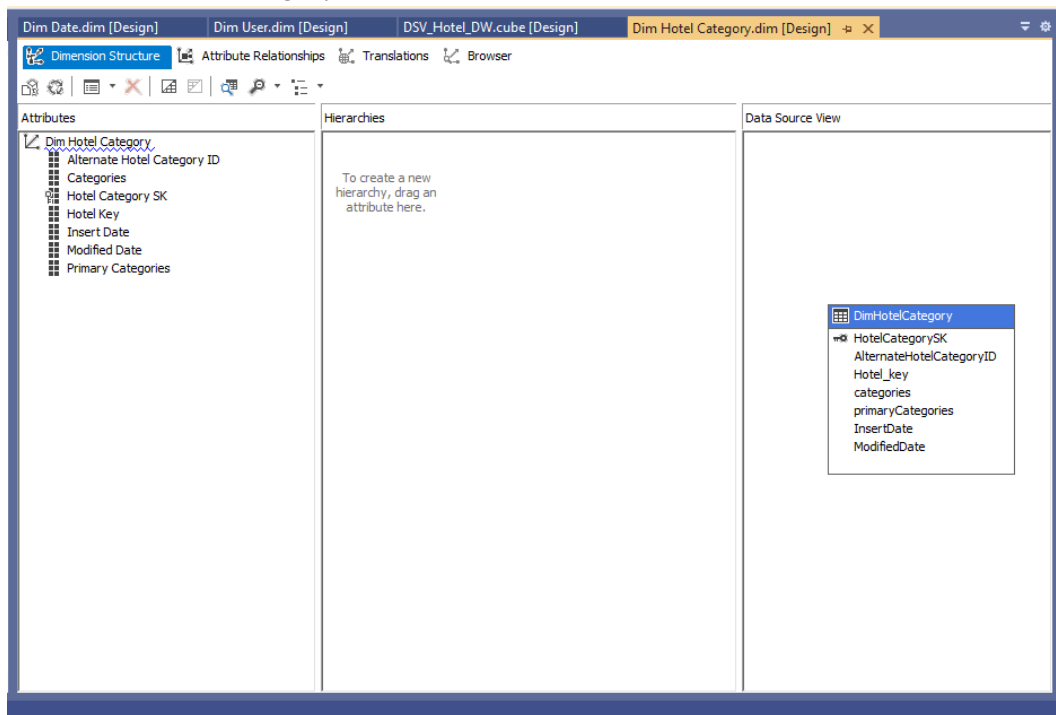 Dim Date.dim [Design] Dim User.dim [Design] DSV_Hotel_DW.cube [Design] Dim Hotel Category.dim [Design]
Dimension Structure Attribute Relationships Translations Browser
Attributes
Dim Hotel Category
Alternate Hotel Category ID
Categories
Hotel Category SK
Hotel Key
Insert Date
Modified Date
Primary Categories
Hierarchies
To create a new
hierarchy, drag an
attribute here.
Data Source View
DimHotelCategory
HotelCategorySK
AlternateHotelCategoryID
Hotel_key
categories
primaryCategories
InsertDate
ModifiedDate